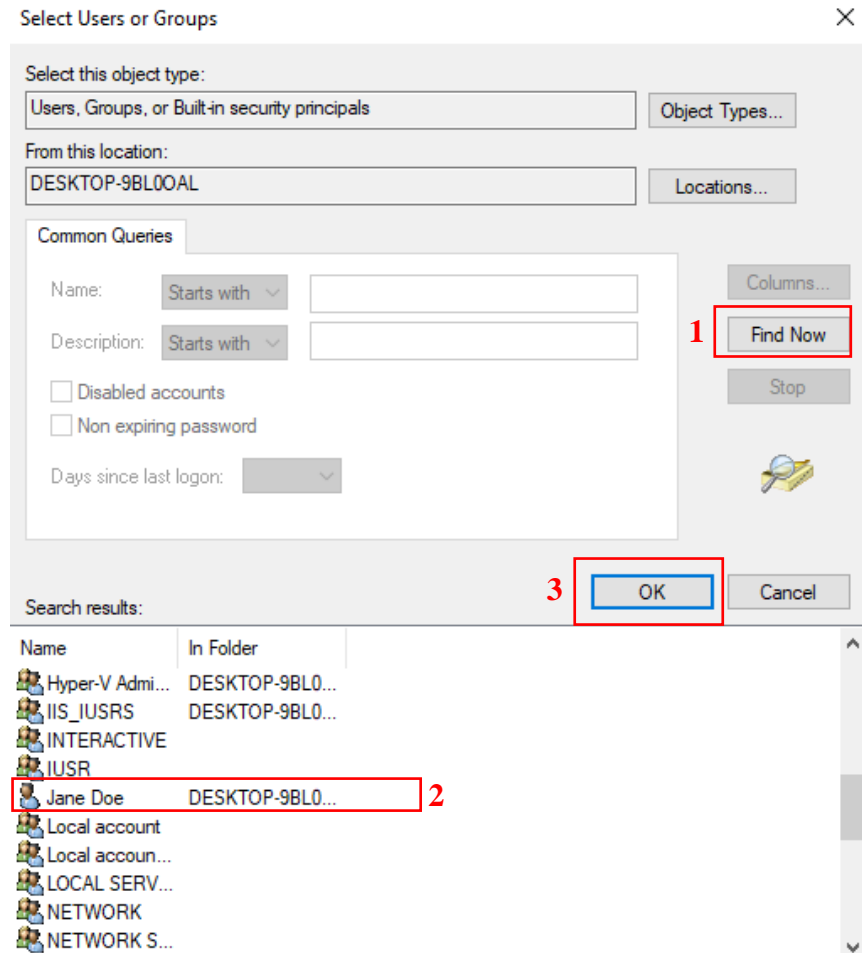 Select Users or Groups
Select this object type:
Users, Groups, or Built-in security principals
Object Types...
From this location:
DESKTOP-9BL0OAL
Locations...
Common Queries
Name:
Starts with
Columns...
1
Find Now
Description:
Starts with
Stop
Disabled accounts
Non expiring password
Days since last logon:
3
OK
Cancel
Search results:
Name In Folder
Hyper-V Admi... DESKTOP-9BL0...
IIS_IUSRS DESKTOP-9BL0...
INTERACTIVE
IUSR
Jane Doe DESKTOP-9BL0... 2
Local account
Local accoun...
LOCAL SERV...
NETWORK
NETWORK S...